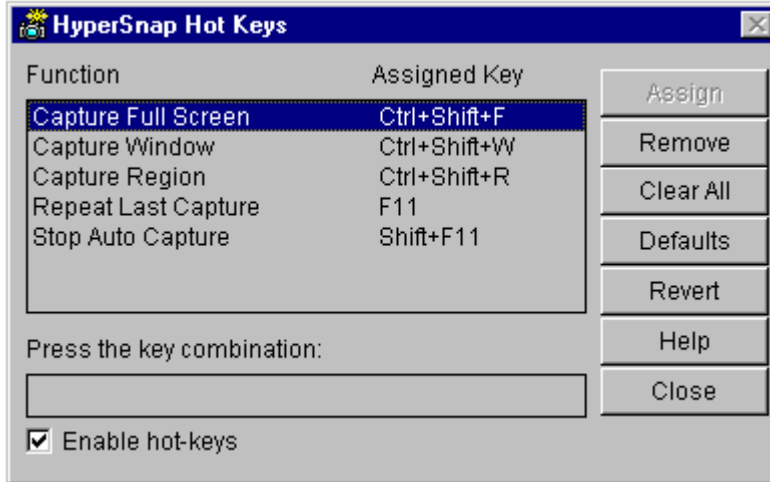 HyperSnap Hot Keys
Function Assigned Key
Capture Full Screen Ctrl+Shift+F
Capture Window Ctrl+Shift+W
Capture Region Ctrl+Shift+R
Repeat Last Capture F11
Stop Auto Capture Shift+F11
Press the key combination:
Enable hot-keys
Assign
Remove
Clear All
Defaults
Revert
Help
Close